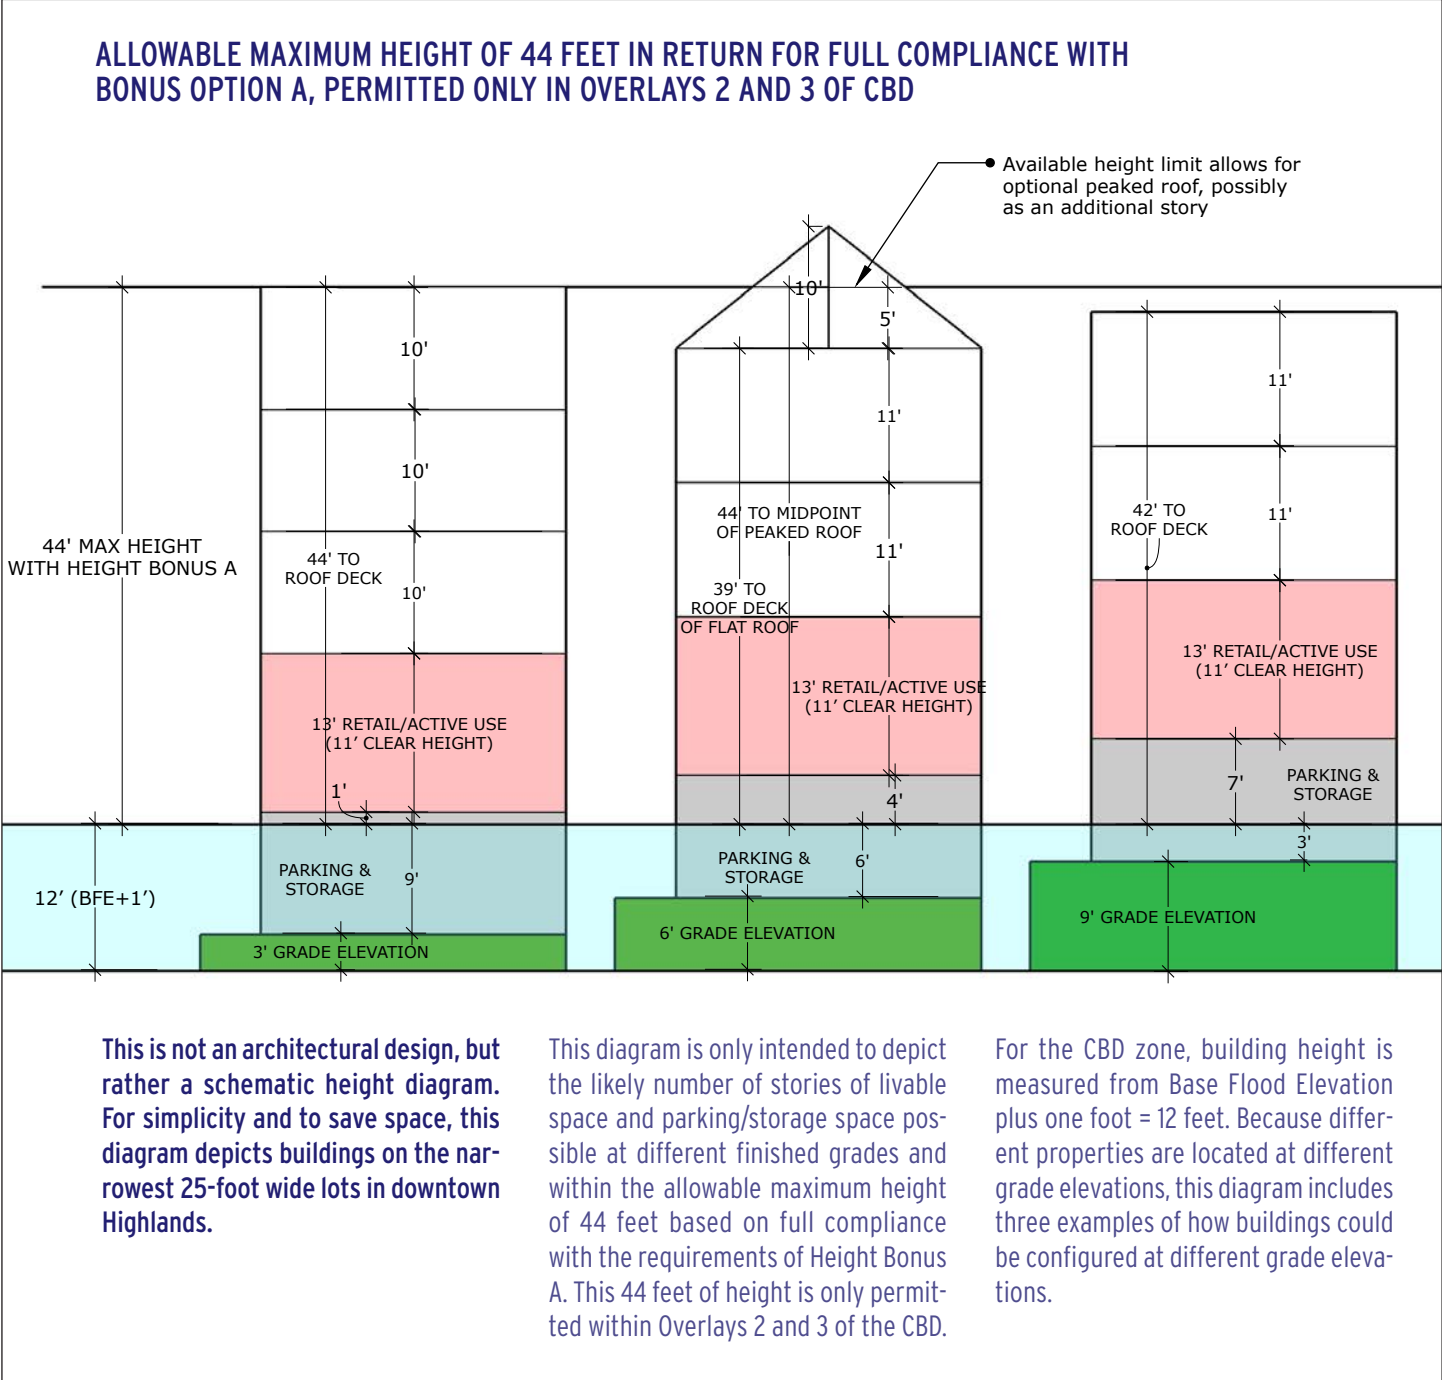 ALLOWABLE MAXIMUM HEIGHT OF 44 FEET IN RETURN FOR FULL COMPLIANCE WITH
BONUS OPTION A, PERMITTED ONLY IN OVERLAYS 2 AND 3 OF CBD
Available height limit allows for
optional peaked roof, possibly
as an additional story
44' MAX HEIGHT
WITH HEIGHT BONUS A
12' (BFE+1')
10'
10'
10'
44' TO
ROOF DECK
13' RETAIL/ACTIVE USE
(11' CLEAR HEIGHT)
1'
PARKING &
STORAGE
9'
3' GRADE ELEVATION
10'
5'
11'
44' TO MIDPOINT
OF PEAKED ROOF
11'
39' TO
ROOF DECK
OF FLAT ROOF
13' RETAIL/ACTIVE USE
(11' CLEAR HEIGHT)
4'
PARKING &
STORAGE
6'
6' GRADE ELEVATION
11'
42' TO
ROOF DECK
11'
13' RETAIL/ACTIVE USE
(11' CLEAR HEIGHT)
7'
PARKING &
STORAGE
3'
9' GRADE ELEVATION
This is not an architectural design, but
rather a schematic height diagram.
For simplicity and to save space, this
diagram depicts buildings on the nar-
rowest 25-foot wide lots in downtown
Highlands.
This diagram is only intended to depict
the likely number of stories of livable
space and parking/storage space pos-
sible at different finished grades and
within the allowable maximum height
of 44 feet based on full compliance
with the requirements of Height Bonus
A. This 44 feet of height is only permit-
ted within Overlays 2 and 3 of the CBD.
For the CBD zone, building height is
measured from Base Flood Elevation
plus one foot = 12 feet. Because differ-
ent properties are located at different
grade elevations, this diagram includes
three examples of how buildings could
be configured at different grade eleva-
tions.